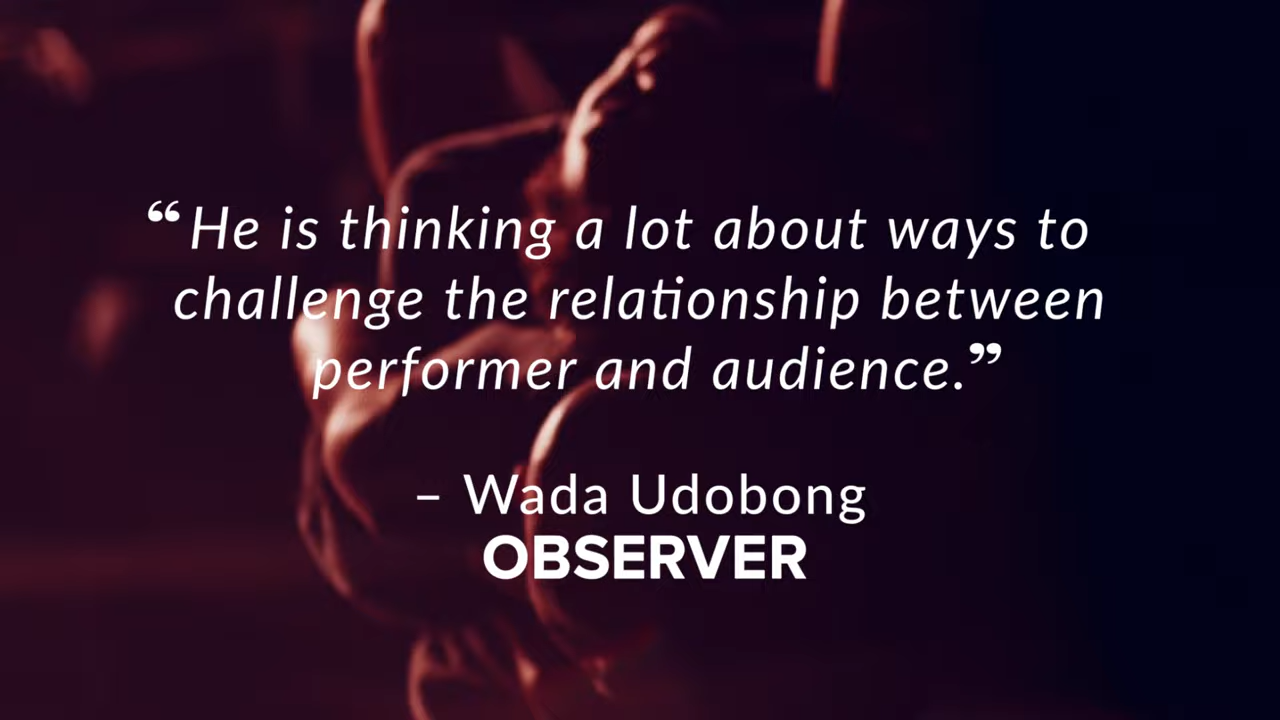 “He is thinking a lot about ways to
challenge the relationship between
performer and audience.”
– Wada Udobong
OBSERVER